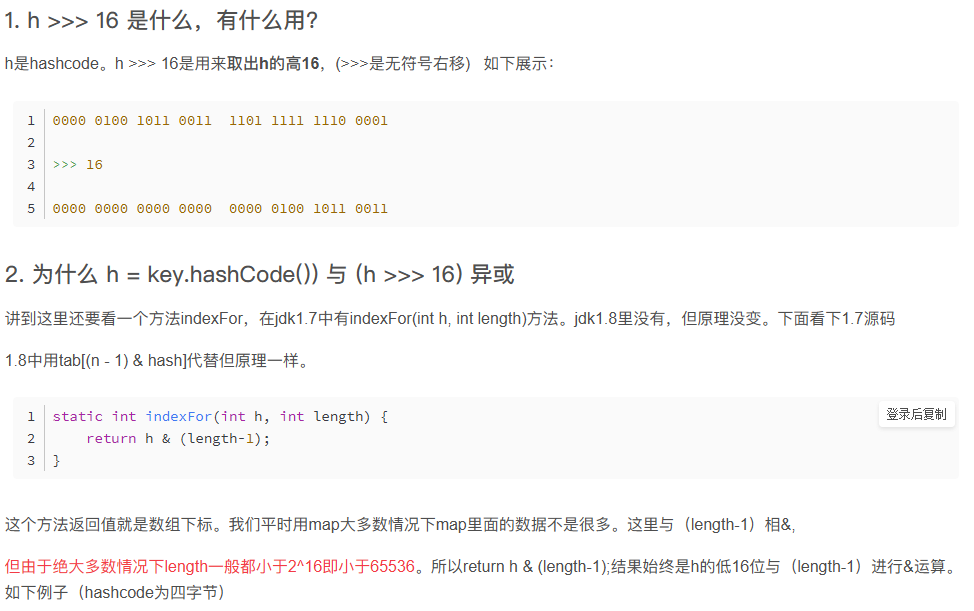 1. h >>> 16 是什么，有什么用?
h是hashcode。h >>> 16是用来取出h的高16，(>>>是无符号右移) 如下展示：
1 0000 0100 1011 0011  1101 1111 1110 0001
2
3 >>> 16
4
5 0000 0000 0000 0000  0000 0100 1011 0011
2. 为什么 h = key.hashCode()) 与 (h >>> 16) 异或
讲到这里还要看一个方法indexFor，在jdk1.7中有indexFor(int h, int length)方法。jdk1.8里没有，但原理没变。下面看下1.7源码
1.8中用tab[(n - 1) & hash]代替但原理一样。
1 static int indexFor(int h, int length) {
登录后复制
2     return h & (length-1);
3 }
这个方法返回值就是数组下标。我们平时用map大多数情况下map里面的数据不是很多。这里与（length-1）相&,
但由于绝大多数情况下length一般都小于2^16即小于65536。所以return h & (length-1);结果始终是h的低16位与（length-1）进行&运算。
如下例子（hashcode为四字节）